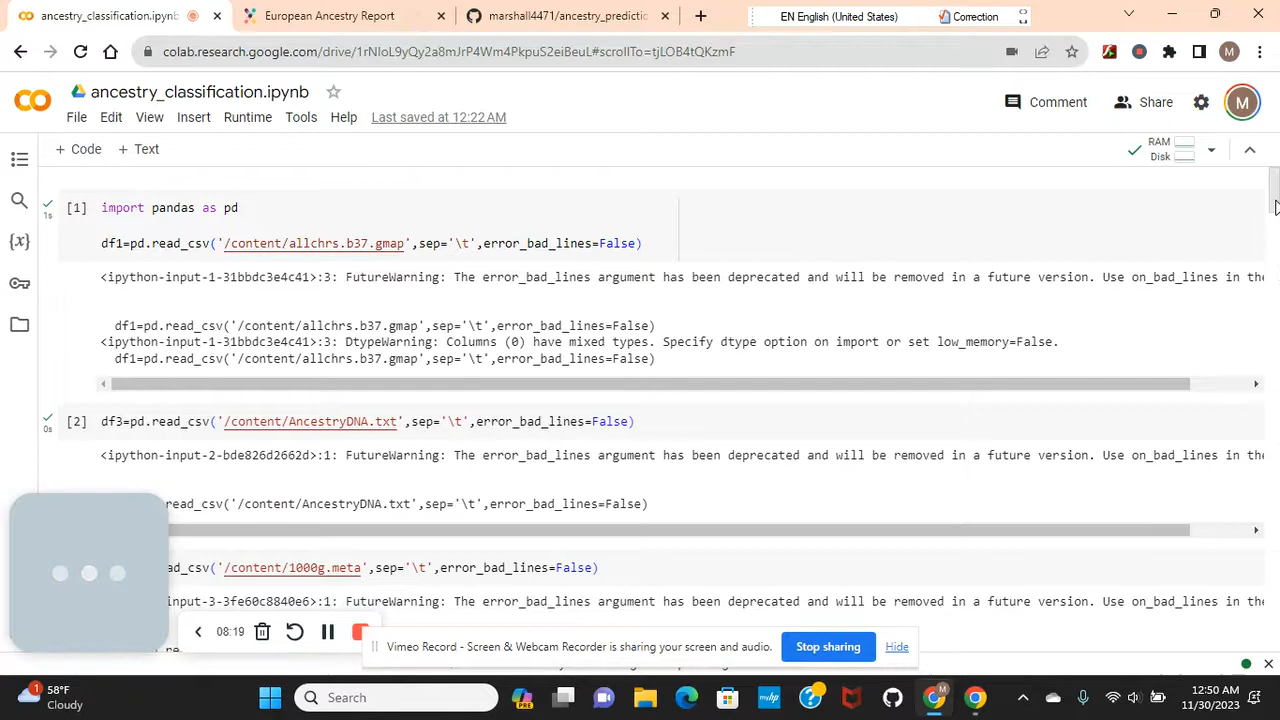 ancestry_classification.ipynb
European Ancestry Report
marshall4471/ancestry_predictic
EN English (United States)
Correction
colab.research.google.com/drive/1rNIoL9yQy2a8mJrP4Wm4PkpuS2eiBeuL#scrollTo=tjLOB4tQKzmF
M
CO
ancestry_classification.ipynb
Comment
Share
M
File Edit View Insert Runtime Tools Help Last saved at 12:22 AM
+ Code + Text
RAM
Disk
[1] import pandas as pd
1s
df1=pd.read_csv('/content/allchrs.b37.gmap',sep='\t',error_bad_lines=False)
<ipython-input-1-31bbdc3e4c41>:3: FutureWarning: The error_bad_lines argument has been deprecated and will be removed in a future version. Use on_bad_lines in the
df1=pd.read_csv('/content/allchrs.b37.gmap',sep='\t',error_bad_lines=False)
<ipython-input-1-31bbdc3e4c41>:3: DtypeWarning: Columns (0) have mixed types. Specify dtype option on import or set low_memory=False.
df1=pd.read_csv('/content/allchrs.b37.gmap',sep='\t',error_bad_lines=False)
[2] df3=pd.read_csv('/content/AncestryDNA.txt',sep='\t',error_bad_lines=False)
0s
<ipython-input-2-bde826d2662d>:1: FutureWarning: The error_bad_lines argument has been deprecated and will be removed in a future version. Use on_bad_lines in the
read_csv('/content/AncestryDNA.txt',sep='\t',error_bad_lines=False)
read_csv('/content/1000g.meta',sep='\t',error_bad_lines=False)
input-3-3fe60c8840e6>:1: FutureWarning: The error_bad_lines argument has been deprecated and will be removed in a future version. Use on_bad_lines in the
08:19
Vimeo Record - Screen & Webcam Recorder is sharing your screen and audio.
Stop sharing
Hide
1
58°F
Cloudy
Search
PRE
myhp
12:50 AM
11/30/2023